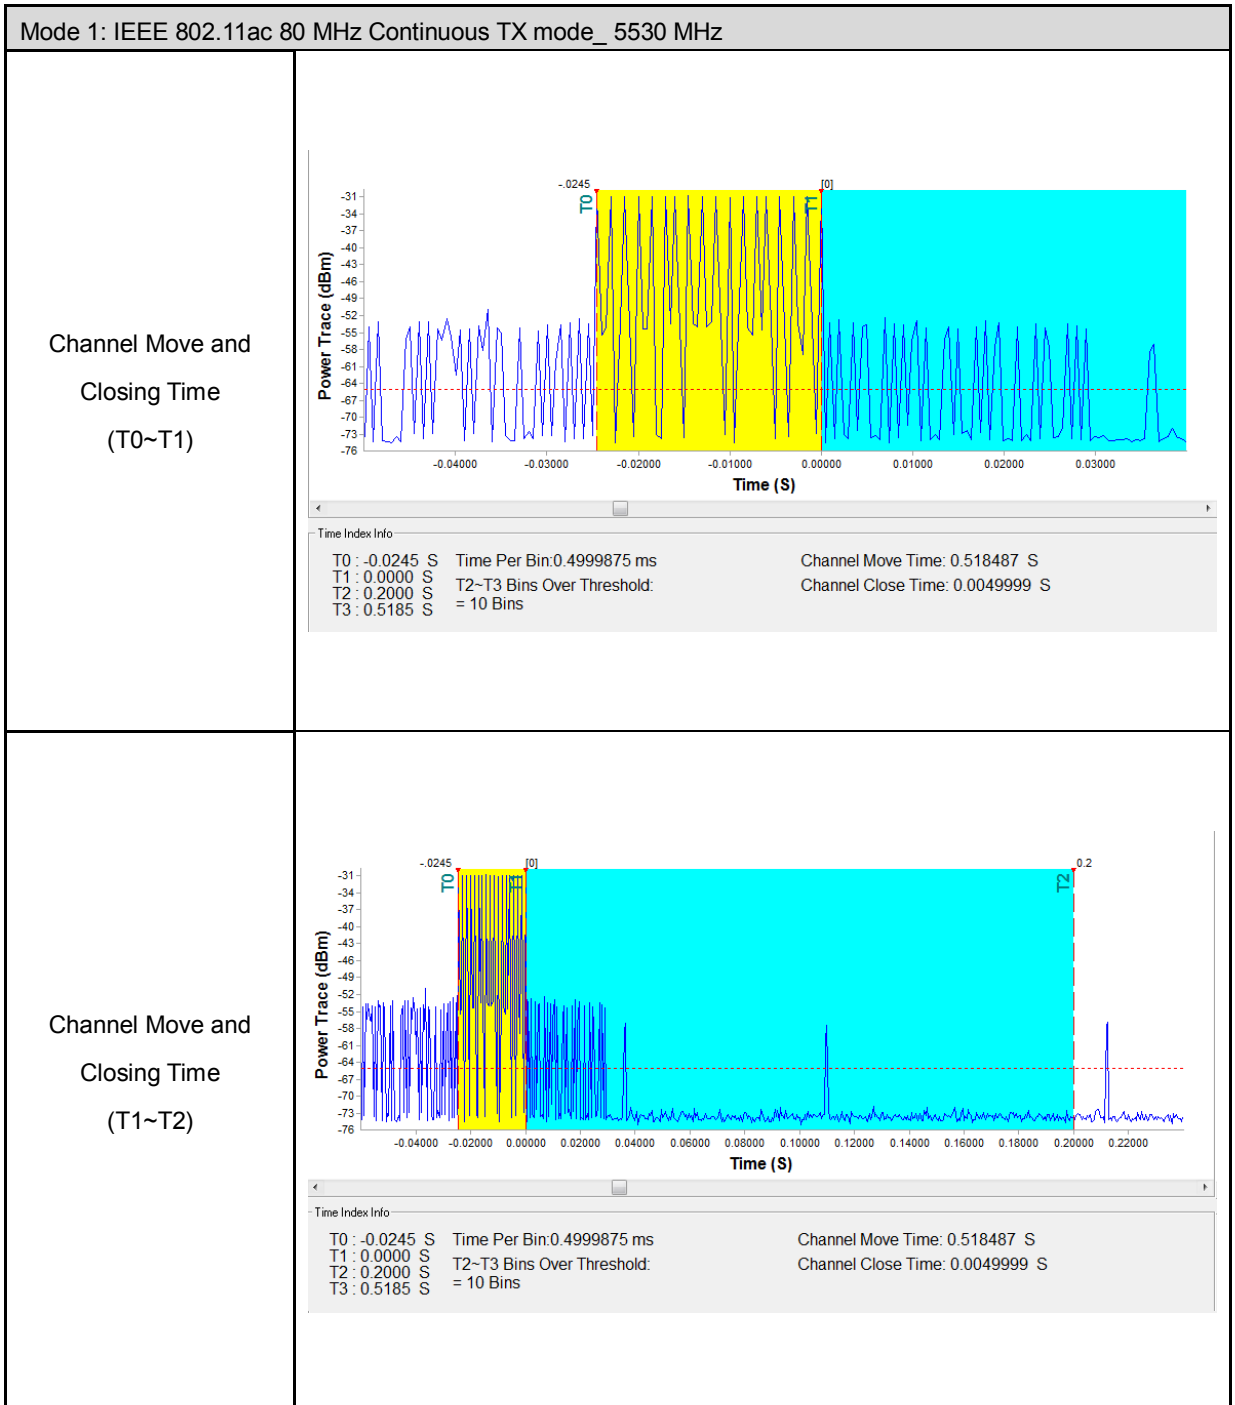 Mode 1: IEEE 802.11ac 80 MHz Continuous TX mode_ 5530 MHz
Channel Move and
Closing Time
(T0~T1)
-.0245
[0]
T0
T1
Power Trace (dBm)
-31
-34
-37
-40
-43
-46
-49
-52
-55
-58
-61
-64
-67
-70
-73
-76
-0.04000 -0.03000 -0.02000 -0.01000 0.00000 0.01000 0.02000 0.03000
Time (S)
Time Index Info
T0 : -0.0245 S
T1 : 0.0000 S
T2 : 0.2000 S
T3 : 0.5185 S
Time Per Bin:0.4999875 ms
T2~T3 Bins Over Threshold:
= 10 Bins
Channel Move Time: 0.518487 S
Channel Close Time: 0.0049999 S
Channel Move and
Closing Time
(T1~T2)
-.0245
[0]
0.2
T0
T1
T2
Power Trace (dBm)
-31
-34
-37
-40
-43
-46
-49
-52
-55
-58
-61
-64
-67
-70
-73
-76
-0.04000 -0.02000 0.00000 0.02000 0.04000 0.06000 0.08000 0.10000 0.12000 0.14000 0.16000 0.18000 0.20000 0.22000
Time (S)
Time Index Info
T0 : -0.0245 S
T1 : 0.0000 S
T2 : 0.2000 S
T3 : 0.5185 S
Time Per Bin:0.4999875 ms
T2~T3 Bins Over Threshold:
= 10 Bins
Channel Move Time: 0.518487 S
Channel Close Time: 0.0049999 S